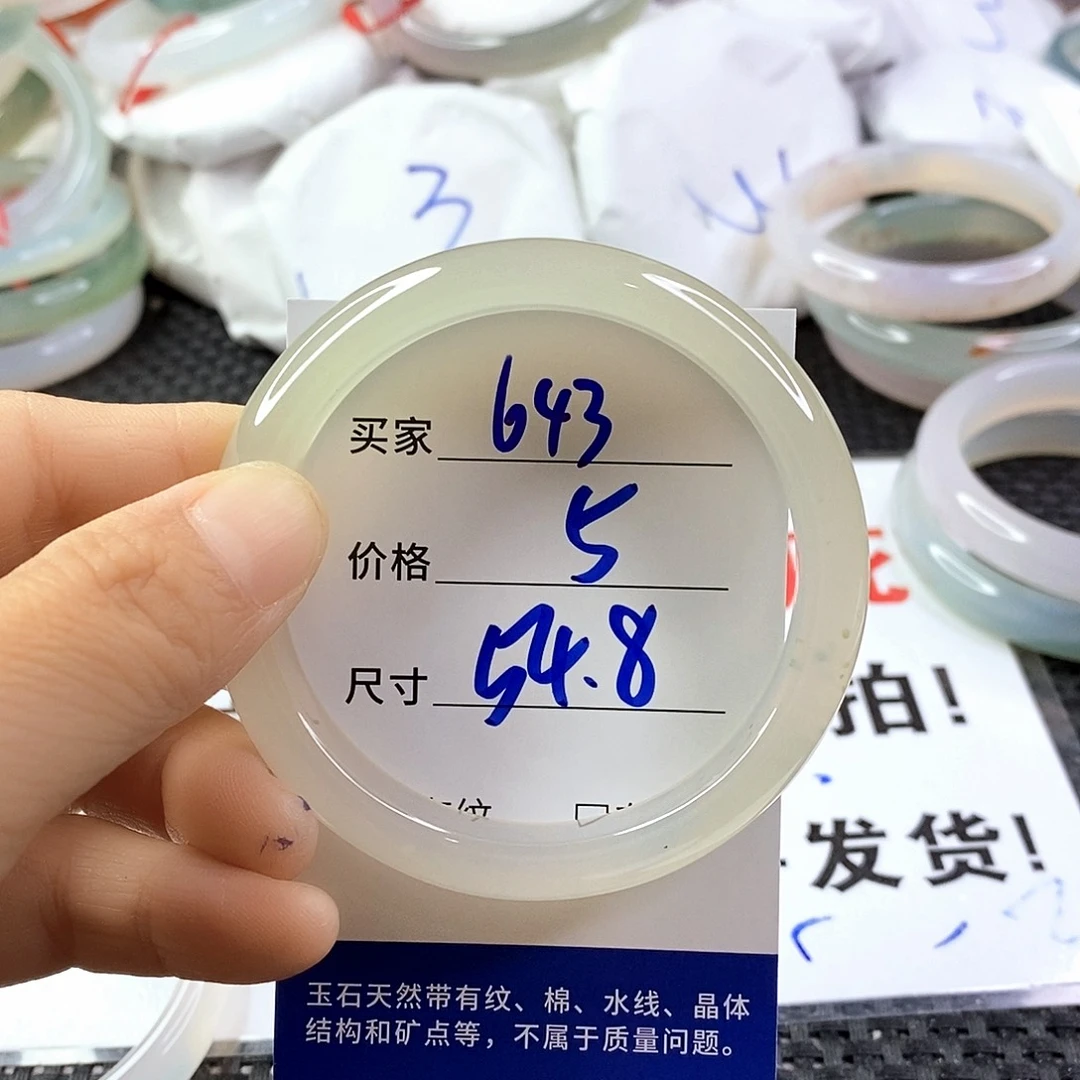 3
买家 643
价格 5
尺寸 54.8
纹
拍!
发货!
玉石天然带有纹、棉、水线、晶体
结构和矿点等，不属于质量问题。